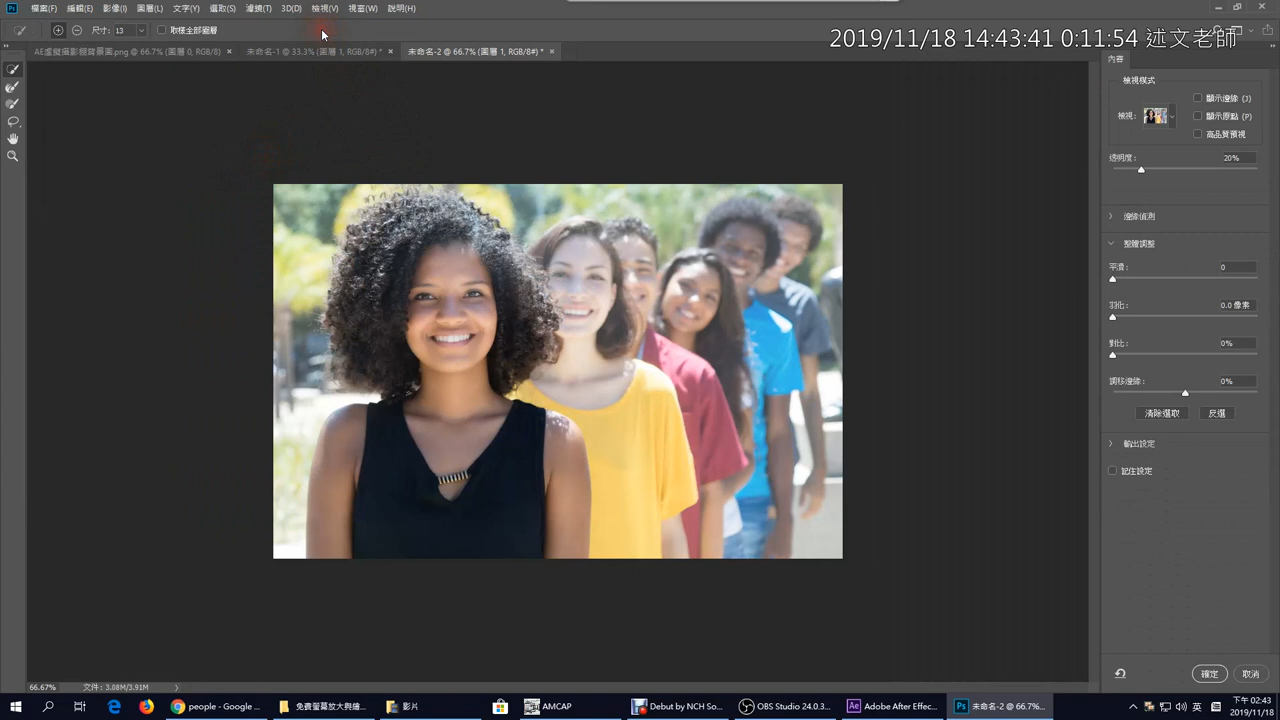 檔案(F) 編輯(E) 影像(I) 圖層(L) 文字(Y) 選取(S) 濾鏡(T) 3D(D) 檢視(V) 視窗(W) 說明(H)
尺寸: 13 取樣全部圖層
2019/11/18 14:43:41 0:11:54 述文老師
AE虛擬攝影棚背景圖.png @ 66.7% (圖層 0, RGB/8) × 未命名-1 @ 33.3% (圖層 1, RGB/8#) * × 未命名-2 @ 66.7% (圖層 1, RGB/8#) * ×
內容
檢視模式
檢視:
顯示邊緣 (J)
顯示原點 (P)
高品質預視
透明度: 20%
邊緣偵測
整體調整
平滑: 0
羽化: 0.0 像素
對比: 0%
調移邊緣: 0%
清除選取 反選
輸出設定
記住設定
確定 取消
66.67% 文件: 3.08M/3.91M
people - Google ... 免費螢幕放大與繪... 影片 AMCAP Debut by NCH So... OBS Studio 24.0.3... Adobe After Effec... 未命名-2 @ 66.7%...
英
下午 02:43
2019/11/18